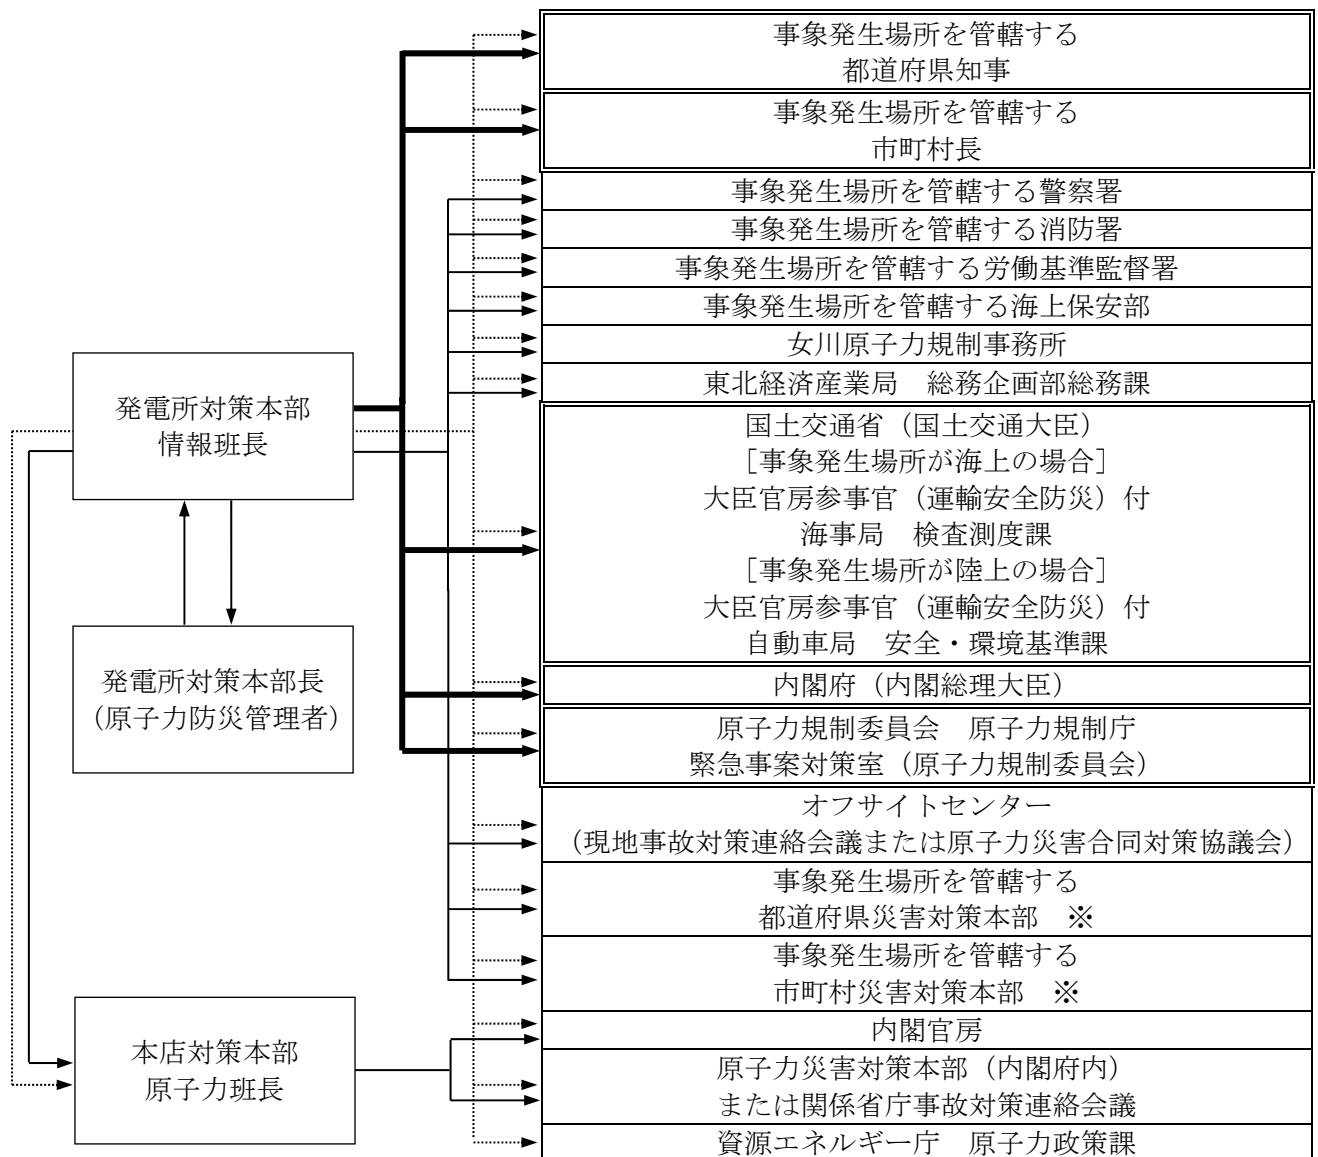 事象発生場所を管轄する
都道府県知事
事象発生場所を管轄する
市町村長
事象発生場所を管轄する警察署
事象発生場所を管轄する消防署
事象発生場所を管轄する労働基準監督署
事象発生場所を管轄する海上保安部
女川原子力規制事務所
東北経済産業局　総務企画部総務課
国土交通省（国土交通大臣）
［事象発生場所が海上の場合］
大臣官房参事官（運輸安全防災）付
海事局　検査測度課
［事象発生場所が陸上の場合］
大臣官房参事官（運輸安全防災）付
自動車局　安全・環境基準課
内閣府（内閣総理大臣）
原子力規制委員会　原子力規制庁
緊急事案対策室（原子力規制委員会）
オフサイトセンター
（現地事故対策連絡会議または原子力災害合同対策協議会）
事象発生場所を管轄する
都道府県災害対策本部　※
事象発生場所を管轄する
市町村災害対策本部　※
内閣官房
原子力災害対策本部（内閣府内）
または関係省庁事故対策連絡会議
資源エネルギー庁　原子力政策課
発電所対策本部
情報班長
発電所対策本部長
（原子力防災管理者）
本店対策本部
原子力班長